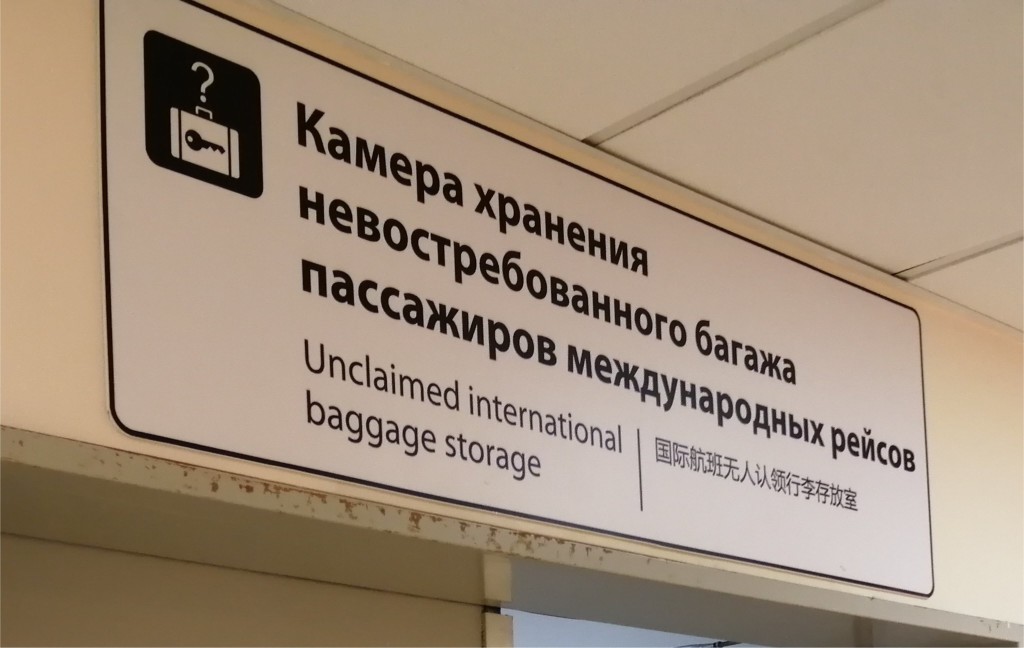 ?
Камера хранения
невостребованного багажа
пассажиров международных рейсов
Unclaimed international
baggage storage
国际航班无人认领行李存放室